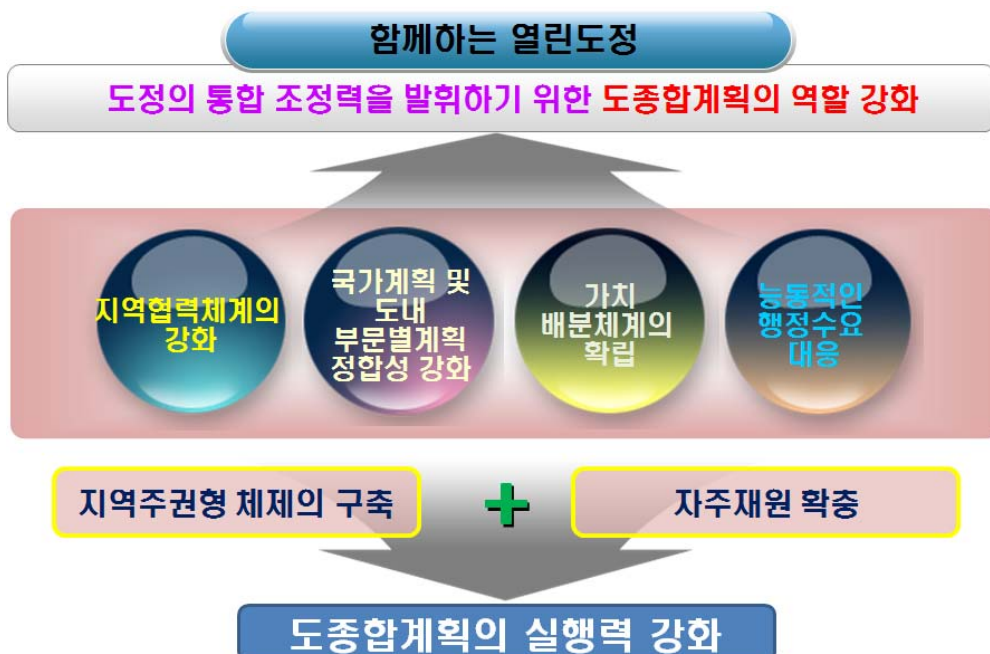 함께하는 열린도정
도정의 통합 조정력을 발휘하기 위한 도종합계획의 역할 강화
지역협력체계의
강화
국가계획 및
도내
부문별계획
정합성 강화
가치
배분체계의
확립
능동적인
행정수요
대응
지역주권형 체제의 구축
자주재원 확충
도종합계획의 실행력 강화